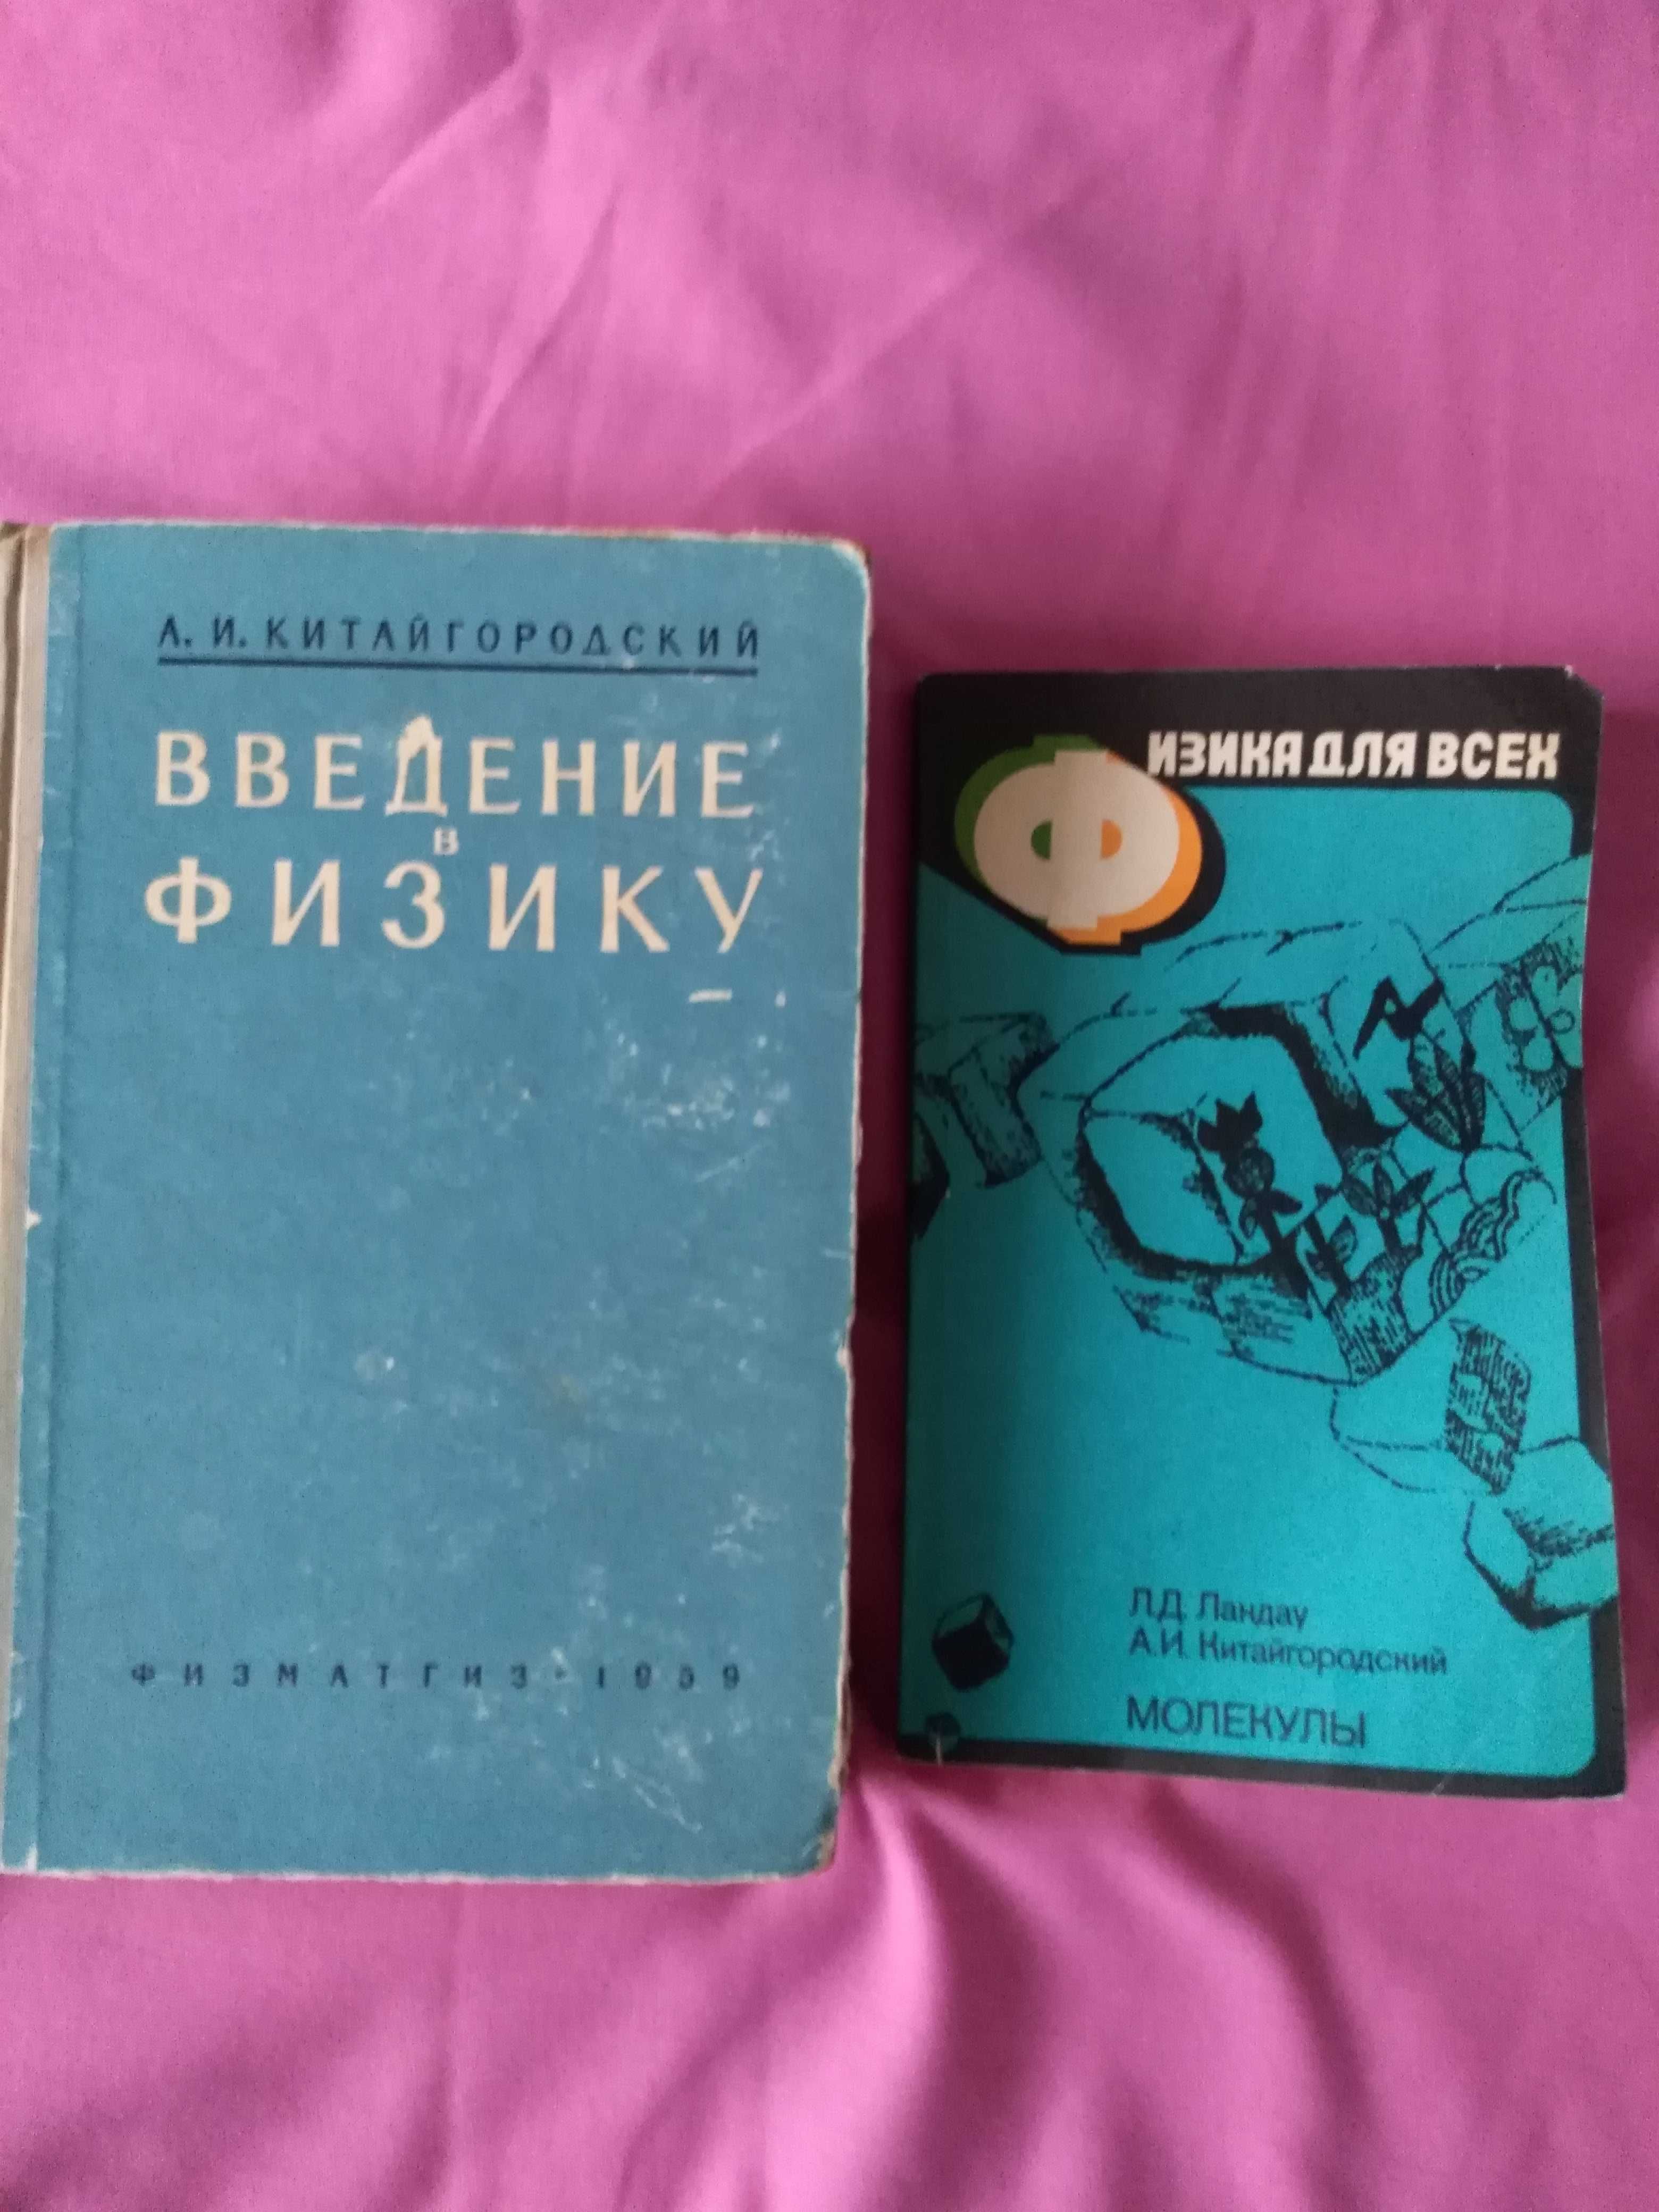 А. И. КИТАЙГОРОДСКИЙ
ВВЕДЕНИЕ
В
ФИЗИКУ
ФИЗМАТГИЗ · 1959
ФИЗИКА ДЛЯ ВСЕХ
Л.Д. Ландау
А.И. Китайгородский
МОЛЕКУЛЫ